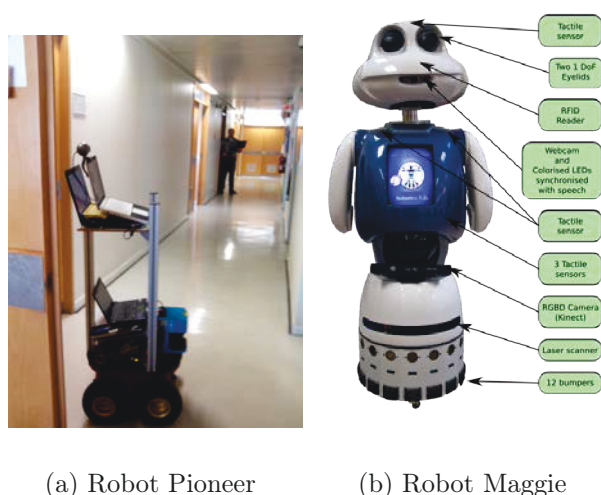 Tactile
sensor
Two 1 DoF
Eyelids
RFID
Reader
Webcam
and
Colorised LEDs
synchronised
with speech
Tactile
sensor
3 Tactile
sensors
RGBD Camera
(Kinect)
Laser scanner
12 bumpers
(a) Robot Pioneer
(b) Robot Maggie